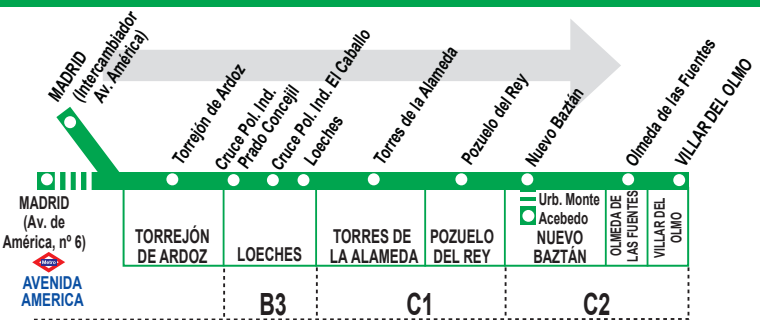 MADRID
(Intercambiador
Av. América)
Torrejón de Ardoz
Cruce Pol. Ind.
Prado Concejil
Cruce Pol. Ind. El Caballo
Loeches
Torres de la Alameda
Pozuelo del Rey
Nuevo Baztán
Olmeda de las Fuentes
VILLAR DEL OLMO
MADRID
(Av. de
América, nº 6)
Metro
AVENIDA
AMERICA
TORREJÓN
DE ARDOZ
LOECHES
TORRES DE
LA ALAMEDA
POZUELO
DEL REY
Urb. Monte
Acebedo
NUEVO
BAZTÁN
OLMEDA DE
LAS FUENTES
VILLAR DEL
OLMO
B3
C1
C2